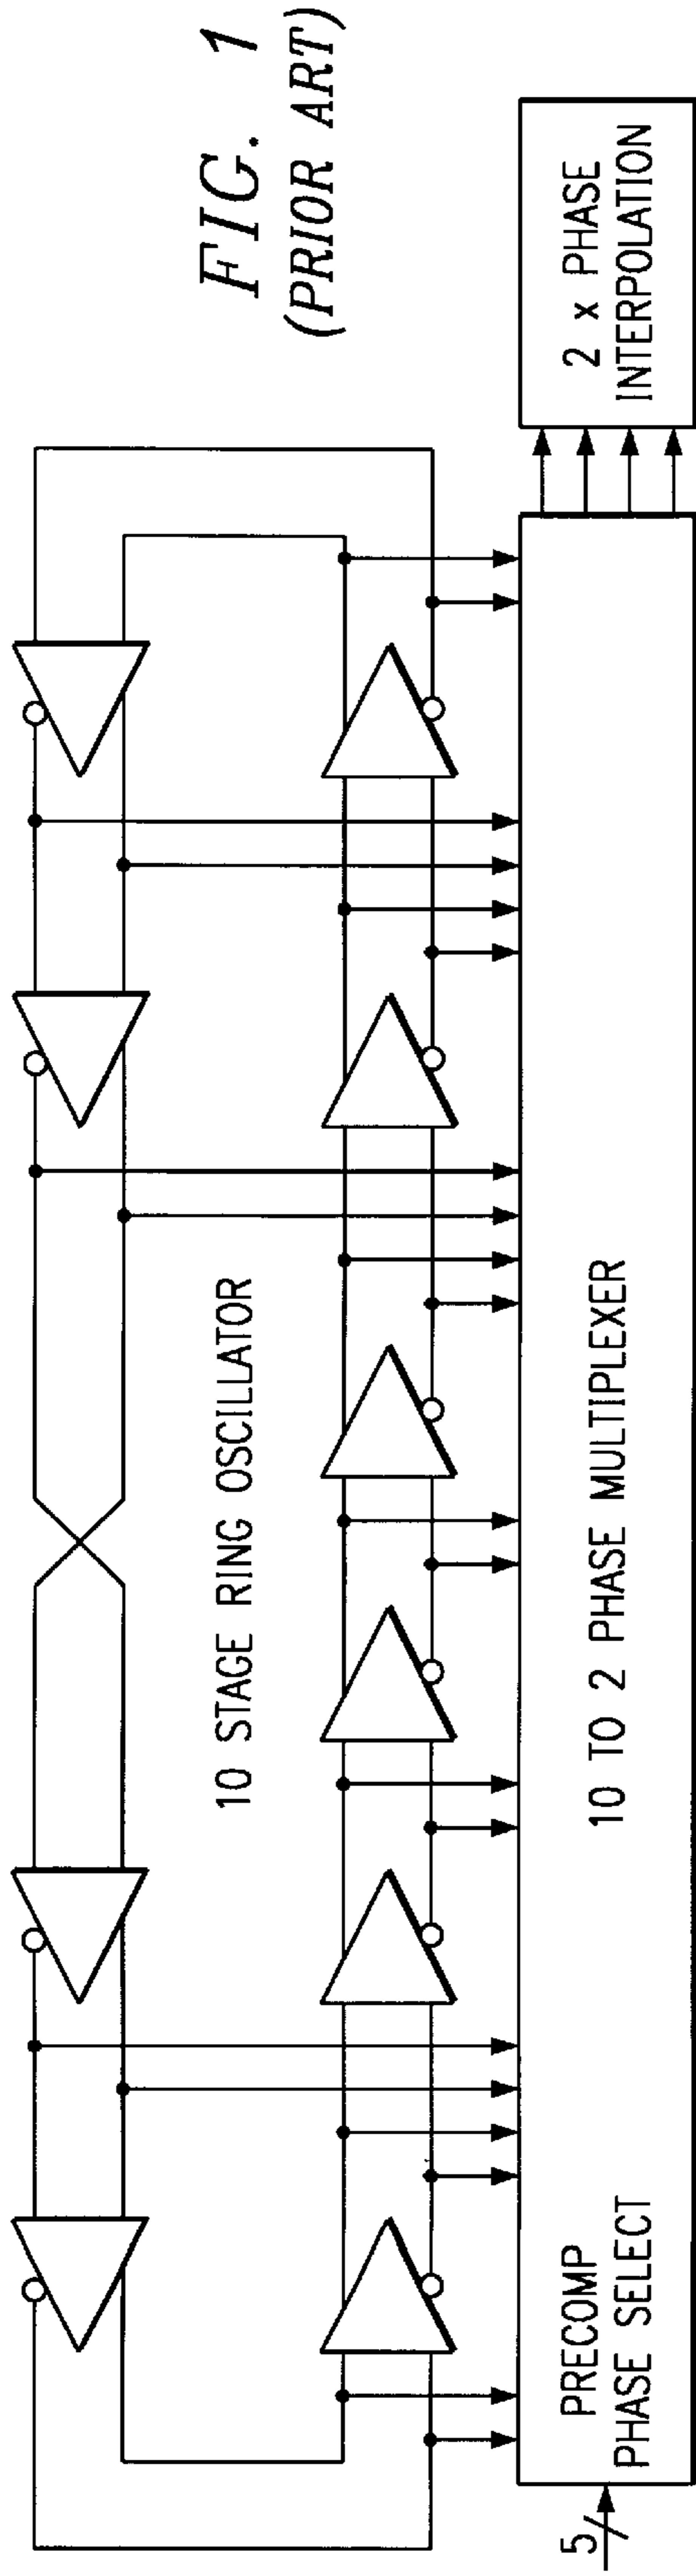 FIG. 1
(PRIOR ART)
10 STAGE RING OSCILLATOR
2 x PHASE
INTERPOLATION
10 TO 2 PHASE MULTIPLEXER
PRECOMP
PHASE SELECT
5